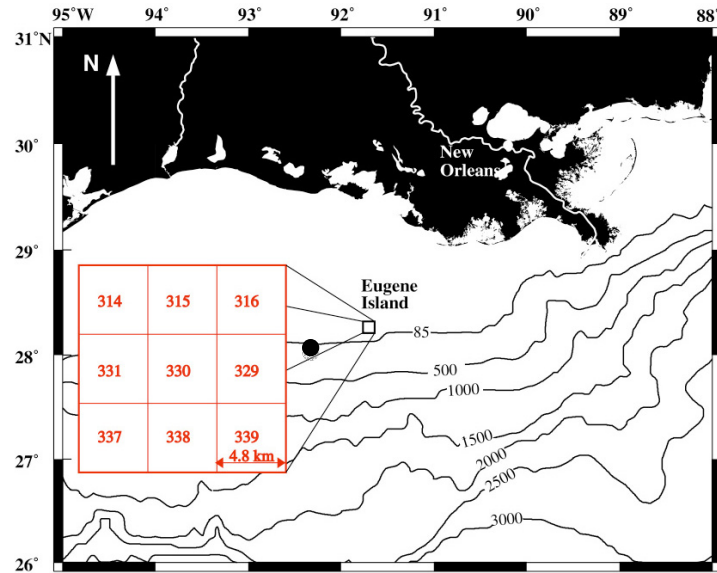 95°W 94° 93° 92° 91° 90° 89° 88°
31°N
N
30°
New
Orleans
29°
Eugene
Island
314 315 316
85
28°
331 330 329
500
1000
337 338 339
4.8 km
1500
27°
2000
2500
3000
26°